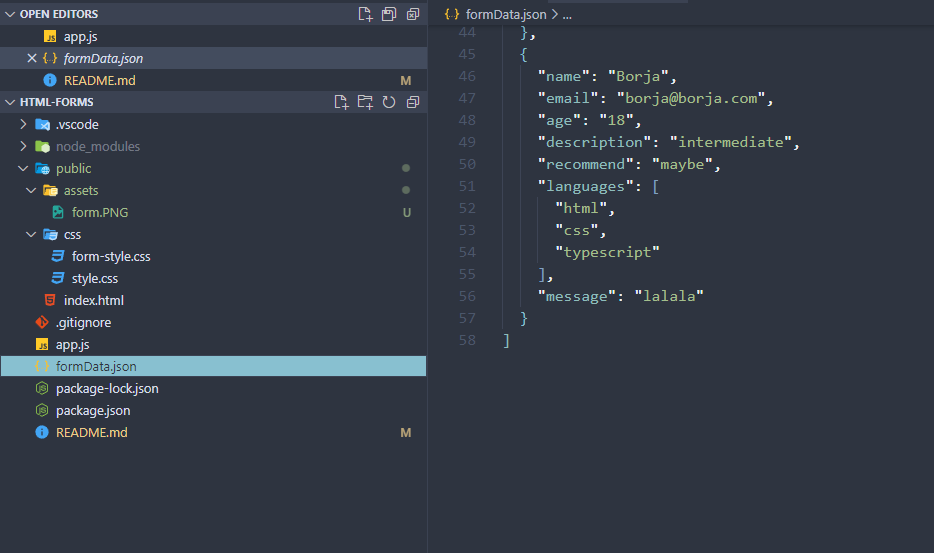 OPEN EDITORS
app.js
formData.json
README.md M
HTML-FORMS
.vscode
node_modules
public
assets
form.PNG U
css
form-style.css
style.css
index.html
.gitignore
app.js
formData.json
package-lock.json
package.json
README.md M
{..} formData.json > ...
44 },
45 {
46 "name": "Borja",
47 "email": "borja@borja.com",
48 "age": "18",
49 "description": "intermediate",
50 "recommend": "maybe",
51 "languages": [
52 "html",
53 "css",
54 "typescript"
55 ],
56 "message": "lalala"
57 }
58 ]